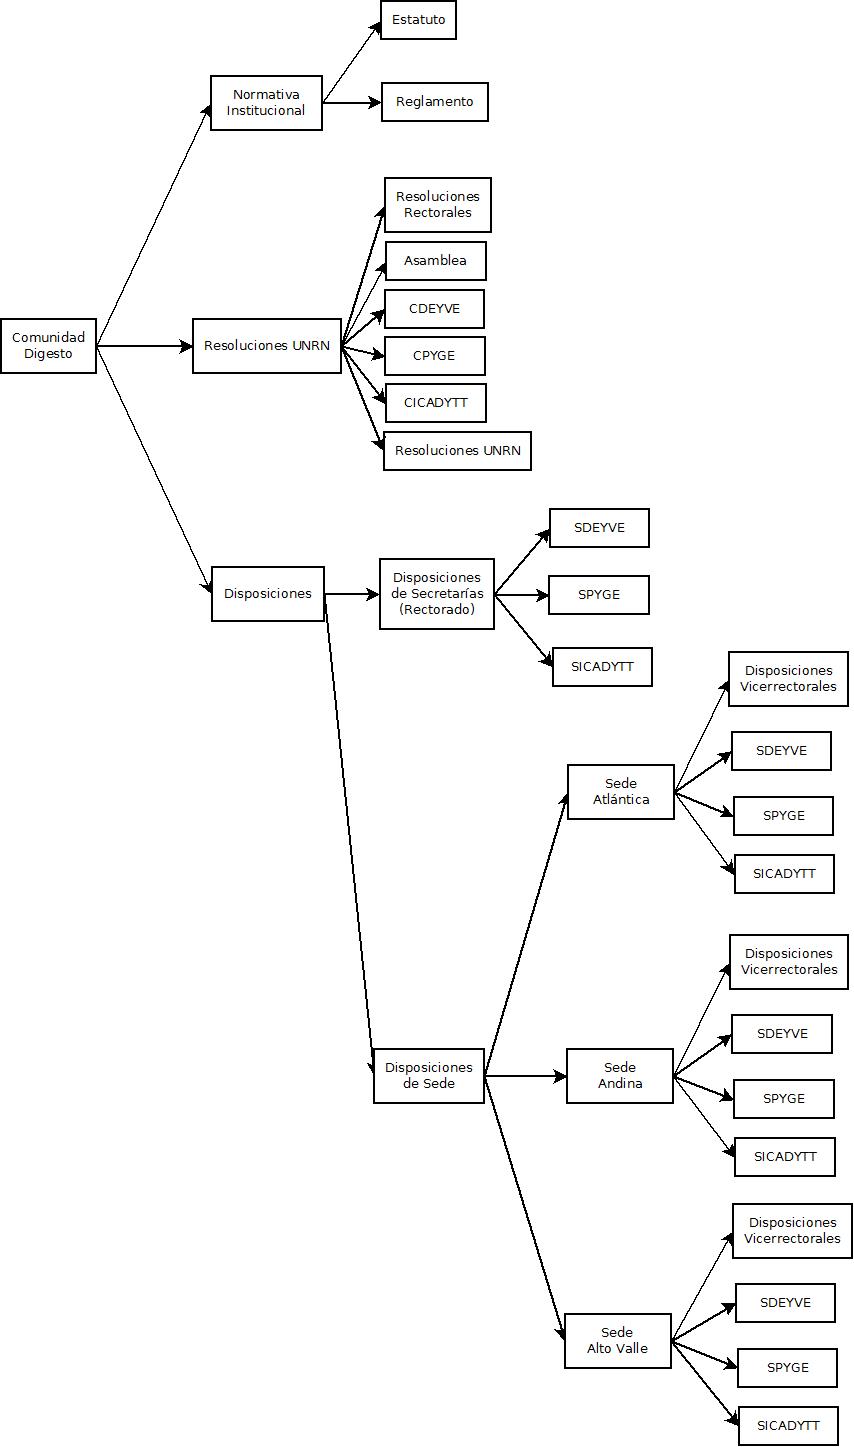 Estatuto
Normativa
Institucional
Reglamento
Resoluciones
Rectorales
Asamblea
CDEYVE
Comunidad
Digesto
Resoluciones UNRN
CPYGE
CICADYTT
Resoluciones UNRN
SDEYVE
Disposiciones
Disposiciones
de Secretarías
(Rectorado)
SPYGE
SICADYTT
Disposiciones
Vicerrectorales
SDEYVE
Sede
Atlántica
SPYGE
SICADYTT
Disposiciones
Vicerrectorales
SDEYVE
Disposiciones
de Sede
Sede
Andina
SPYGE
SICADYTT
Disposiciones
Vicerrectorales
SDEYVE
Sede
Alto Valle
SPYGE
SICADYTT